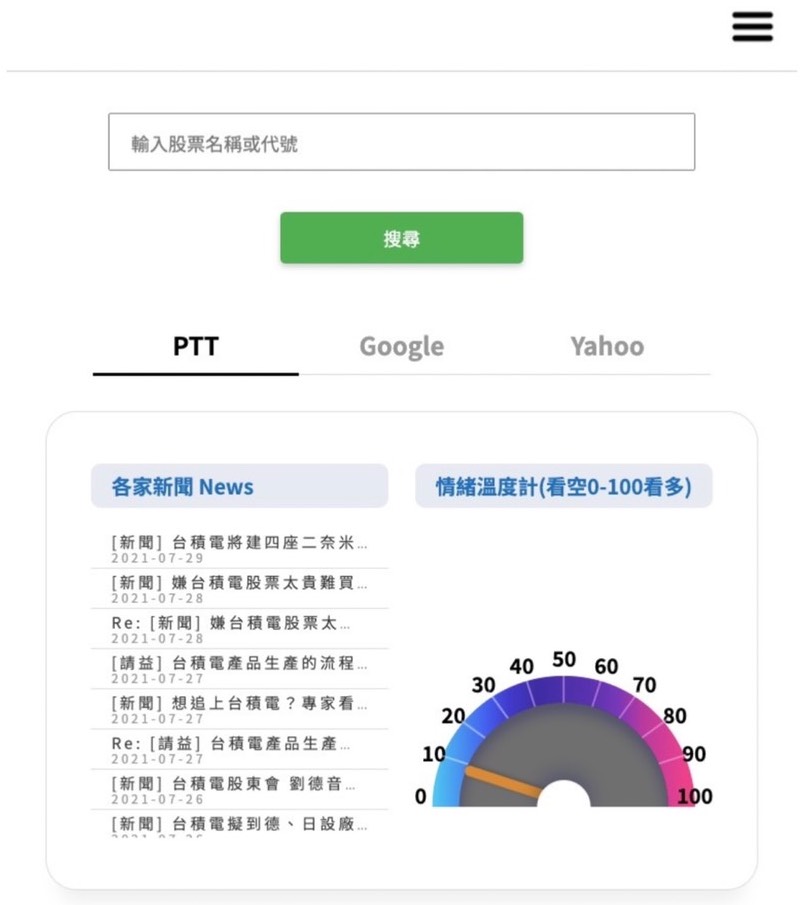 輸入股票名稱或代號
搜尋
PTT
Google
Yahoo
各家新聞 News
[新聞] 台積電將建四座二奈米...
2021-07-29
[新聞] 嫌台積電股票太貴難買...
2021-07-28
Re: [新聞] 嫌台積電股票太...
2021-07-28
[請益] 台積電產品生產的流程...
2021-07-27
[新聞] 想追上台積電？專家看...
2021-07-27
Re: [請益] 台積電產品生產...
2021-07-27
[新聞] 台積電股東會 劉德音...
2021-07-26
[新聞] 台積電擬到德、日設廠...
情緒溫度計(看空0-100看多)
0
10
20
30
40
50
60
70
80
90
100